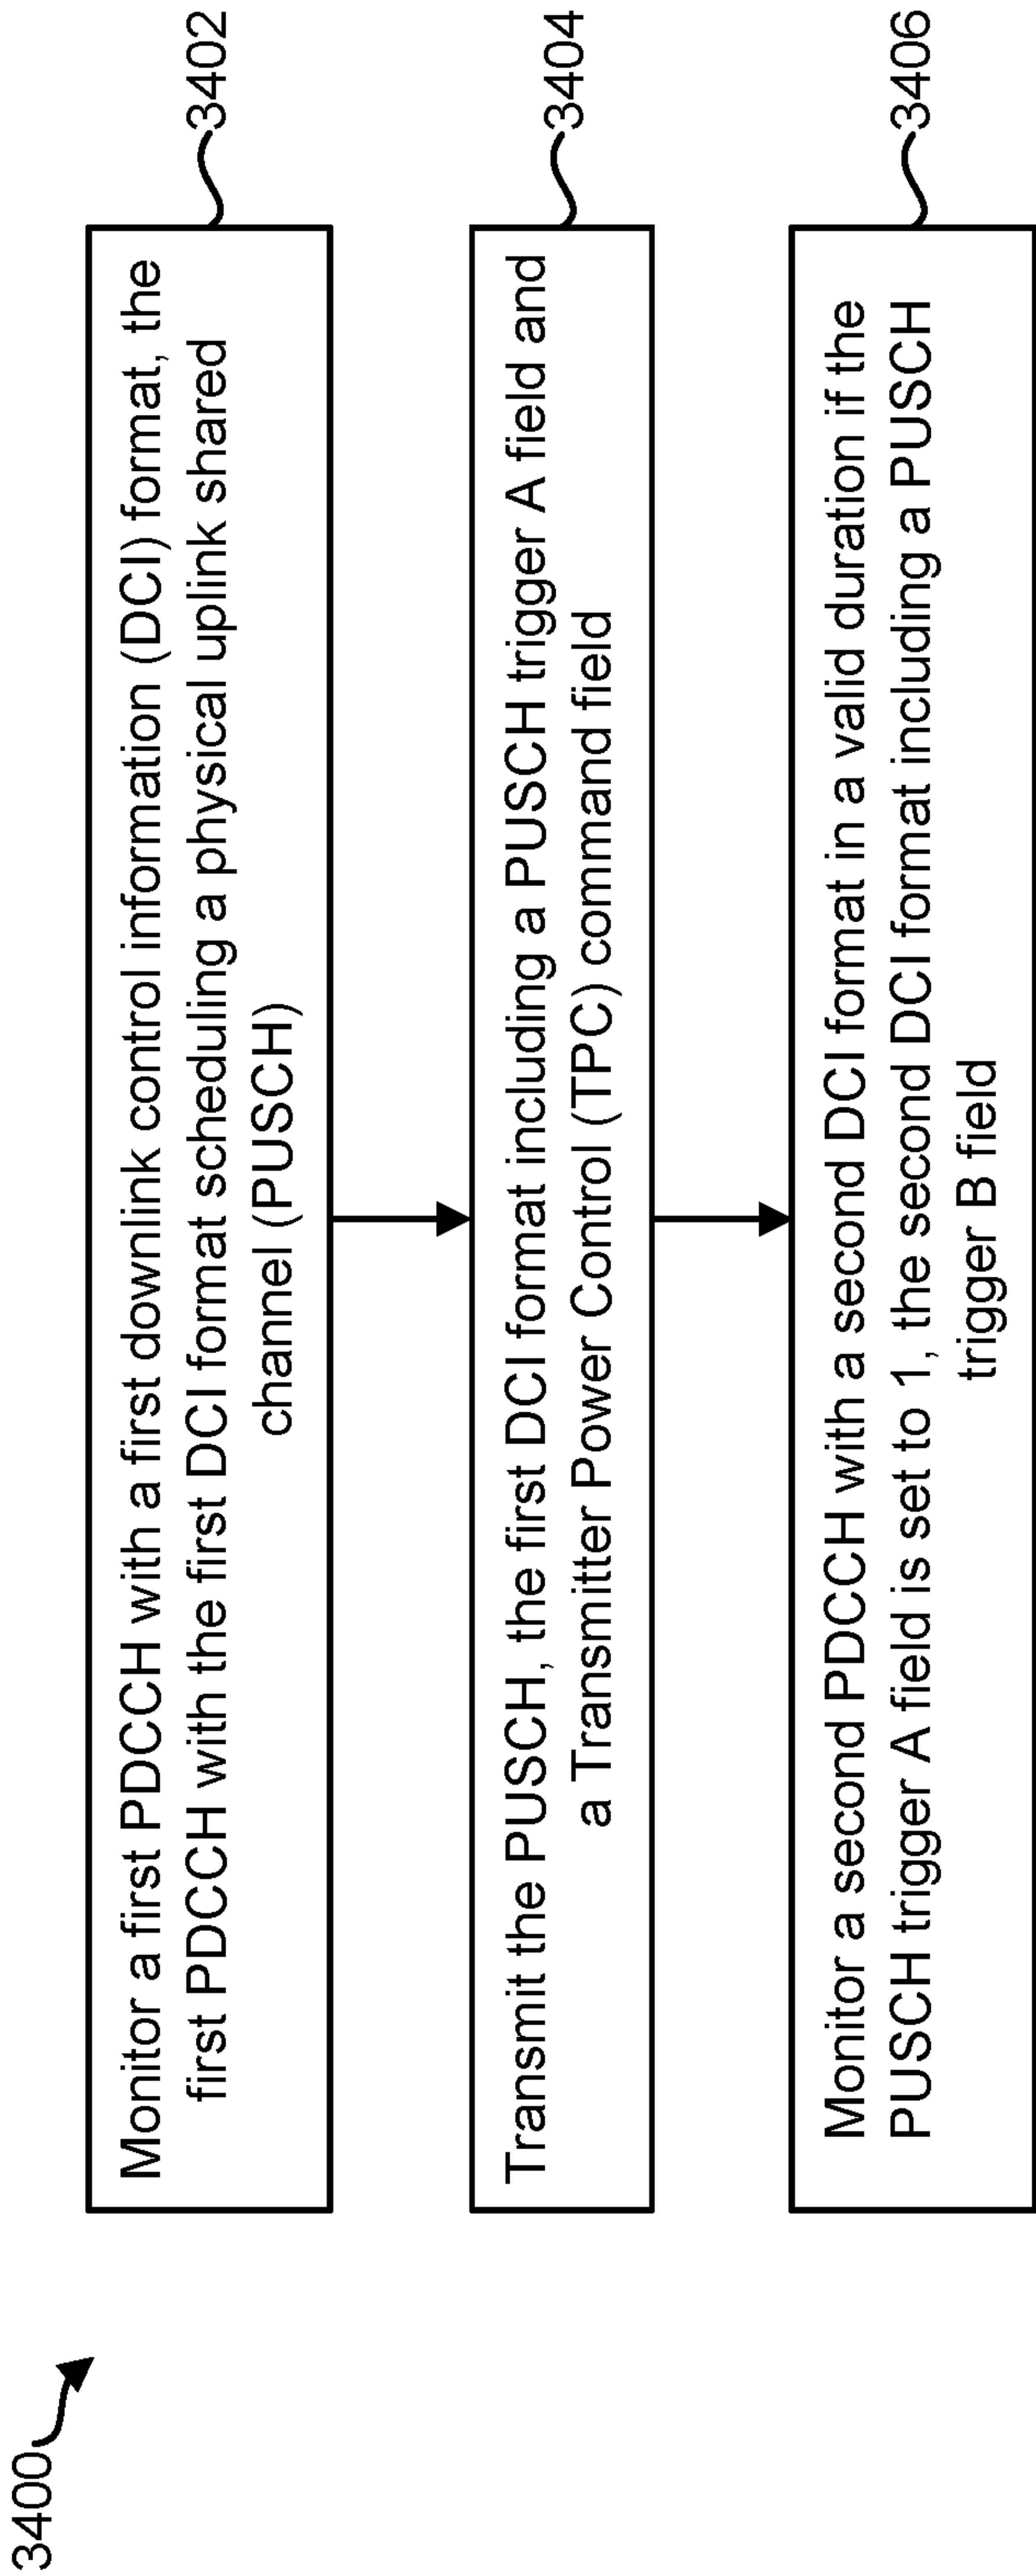 3400
Monitor a first PDCCH with a first downlink control information (DCI) format, the
first PDCCH with the first DCI format scheduling a physical uplink shared
channel (PUSCH)
3402
Transmit the PUSCH, the first DCI format including a PUSCH trigger A field and
a Transmitter Power Control (TPC) command field
3404
Monitor a second PDCCH with a second DCI format in a valid duration if the
PUSCH trigger A field is set to 1, the second DCI format including a PUSCH
trigger B field
3406